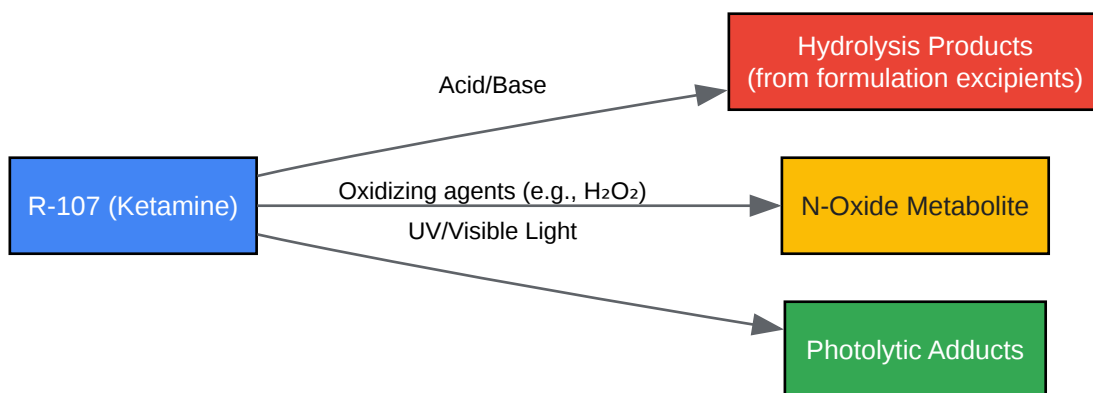 Hydrolysis Products
(from formulation excipients)
Acid/Base
R-107 (Ketamine)
Oxidizing agents (e.g., H₂O₂)
N-Oxide Metabolite
UV/Visible Light
Photolytic Adducts